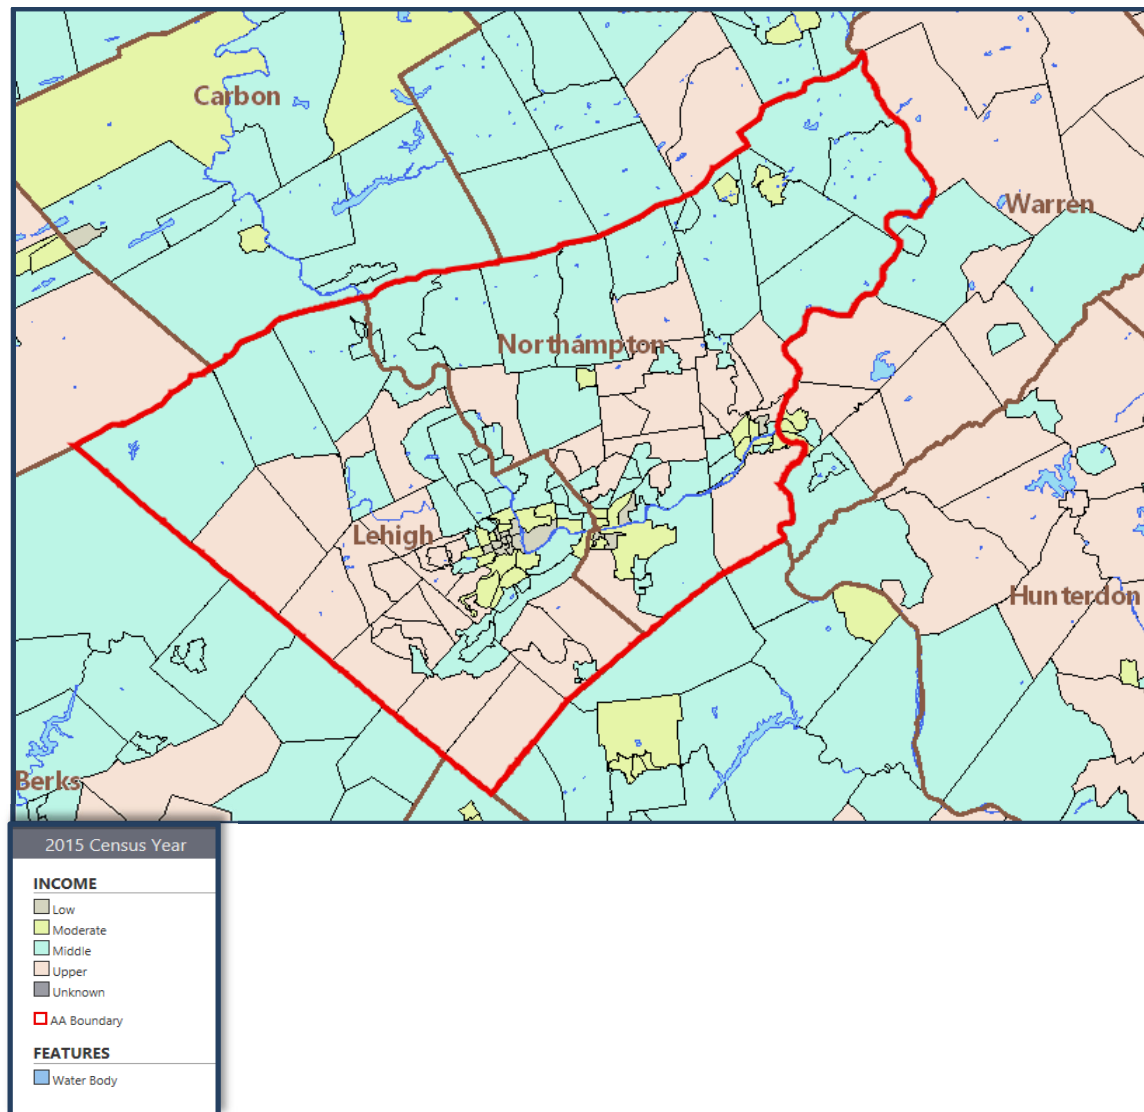 Carbon
Warren
Northampton
Lehigh
Hunterdon
Berks
2015 Census Year
INCOME
Low
Moderate
Middle
Upper
Unknown
AA Boundary
FEATURES
Water Body